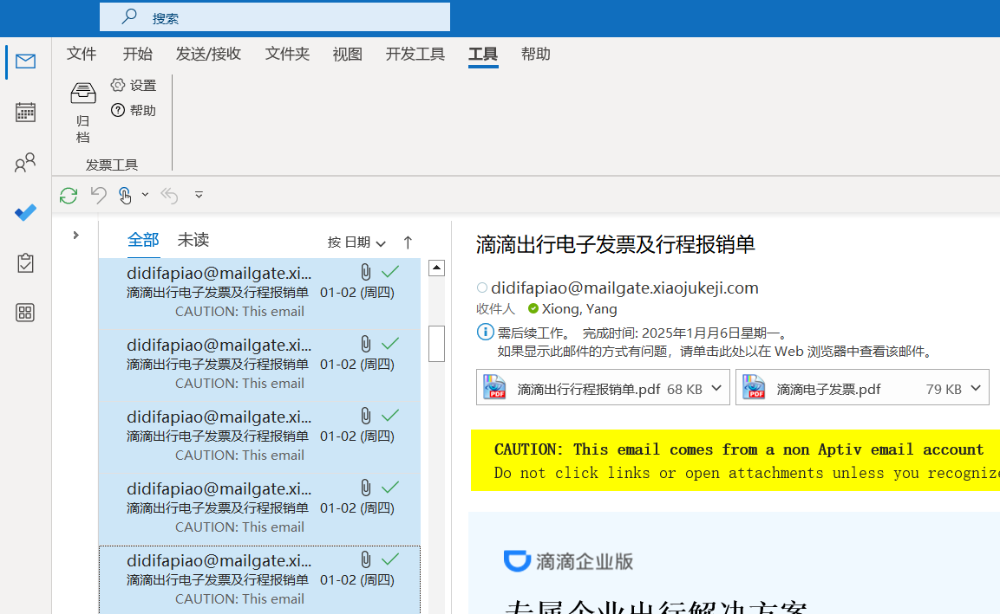 搜索
文件 开始 发送/接收 文件夹 视图 开发工具 工具 帮助
归档
设置
帮助
发票工具
全部 未读 按 日期
didifapiao@mailgate.xi...
滴滴出行电子发票及行程报销单 01-02 (周四)
CAUTION: This email
didifapiao@mailgate.xi...
滴滴出行电子发票及行程报销单 01-02 (周四)
CAUTION: This email
didifapiao@mailgate.xi...
滴滴出行电子发票及行程报销单 01-02 (周四)
CAUTION: This email
didifapiao@mailgate.xi...
滴滴出行电子发票及行程报销单 01-02 (周四)
CAUTION: This email
didifapiao@mailgate.xi...
滴滴出行电子发票及行程报销单 01-02 (周四)
CAUTION: This email
滴滴出行电子发票及行程报销单
didifapiao@mailgate.xiaojukeji.com
收件人 Xiong, Yang
需后续工作。 完成时间: 2025年1月月6日星期一。
如果显示此邮件的方式有问题，请单击此处以在 Web 浏览器中查看该邮件。
滴滴出行行程报销单.pdf 68 KB
滴滴电子发票.pdf 79 KB
CAUTION: This email comes from a non Aptiv email account
Do not click links or open attachments unless you recognize
滴滴企业版
专属企业出行解决方案